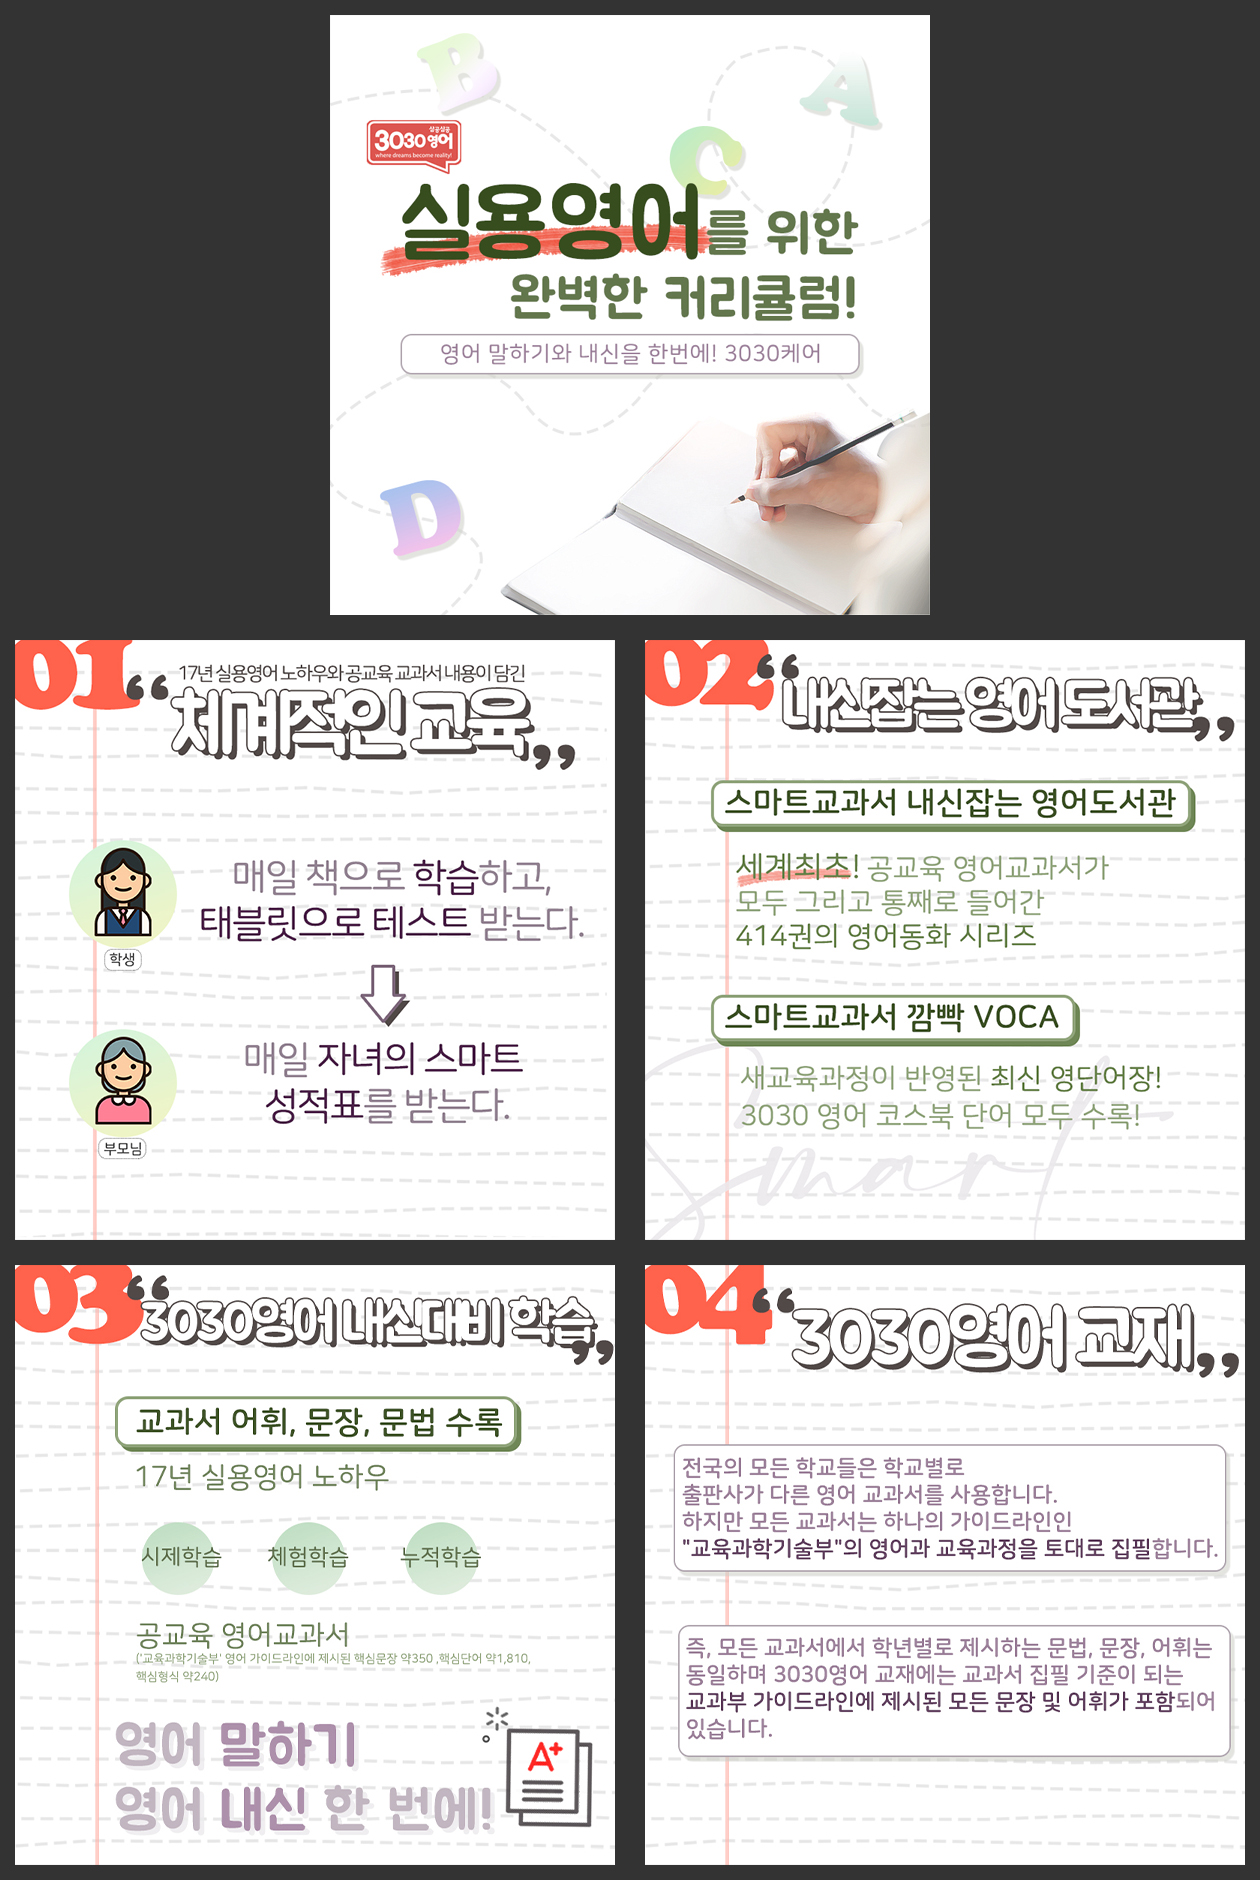 B
A
C
성공성공
3030 영어
where dreams become reality!
실용영어를 위한
완벽한 커리큘럼!
영어 말하기와 내신을 한번에! 3030케어
D
01
17년 실용영어 노하우와 공교육 교과서 내용이 담긴
“체계적인 교육”
매일 책으로 학습하고,
태블릿으로 테스트 받는다.
학생
매일 자녀의 스마트
성적표를 받는다.
부모님
02
“내신잡는 영어 도서관”
스마트교과서 내신잡는 영어도서관
세계최초! 공교육 영어교과서가
모두 그리고 통째로 들어간
414권의 영어동화 시리즈
스마트교과서 깜빡 VOCA
새교육과정이 반영된 최신 영단어장!
3030 영어 코스북 단어 모두 수록!
Smart
03
“3030영어 내신대비 학습”
교과서 어휘, 문장, 문법 수록
17년 실용영어 노하우
시제학습 체험학습 누적학습
공교육 영어교과서
('교육과학기술부' 영어 가이드라인에 제시된 핵심문장 약350 ,핵심단어 약1,810,
핵심형식 약240)
영어 말하기
영어 내신 한 번에!
A+
04
“3030영어 교재”
전국의 모든 학교들은 학교별로
출판사가 다른 영어 교과서를 사용합니다.
하지만 모든 교과서는 하나의 가이드라인인
"교육과학기술부"의 영어과 교육과정을 토대로 집필합니다.
즉, 모든 교과서에서 학년별로 제시하는 문법, 문장, 어휘는
동일하며 3030영어 교재에는 교과서 집필 기준이 되는
교과부 가이드라인에 제시된 모든 문장 및 어휘가 포함되어
있습니다.